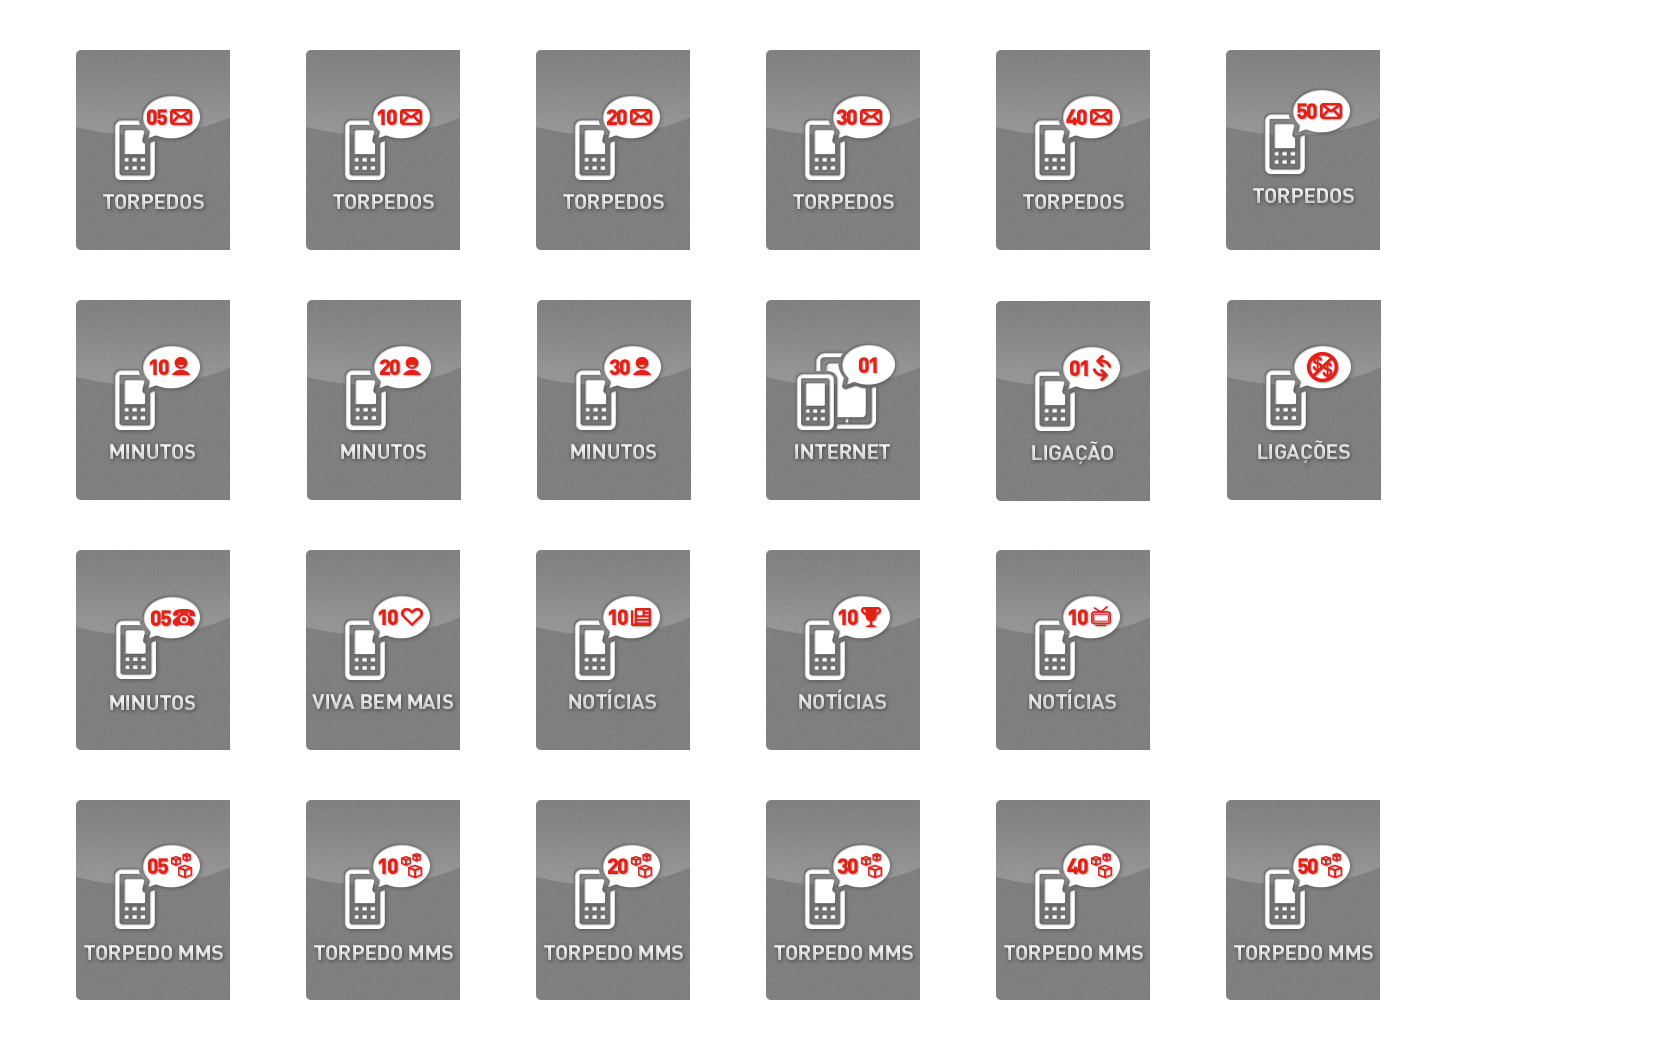 05
TORPEDOS
10
TORPEDOS
20
TORPEDOS
30
TORPEDOS
40
TORPEDOS
50
TORPEDOS
10
MINUTOS
20
MINUTOS
30
MINUTOS
01
INTERNET
01
LIGAÇÃO
$$
LIGAÇÕES
05
MINUTOS
10
VIVA BEM MAIS
10
NOTÍCIAS
10
NOTÍCIAS
10
NOTÍCIAS
05
TORPEDO MMS
10
TORPEDO MMS
20
TORPEDO MMS
30
TORPEDO MMS
40
TORPEDO MMS
50
TORPEDO MMS